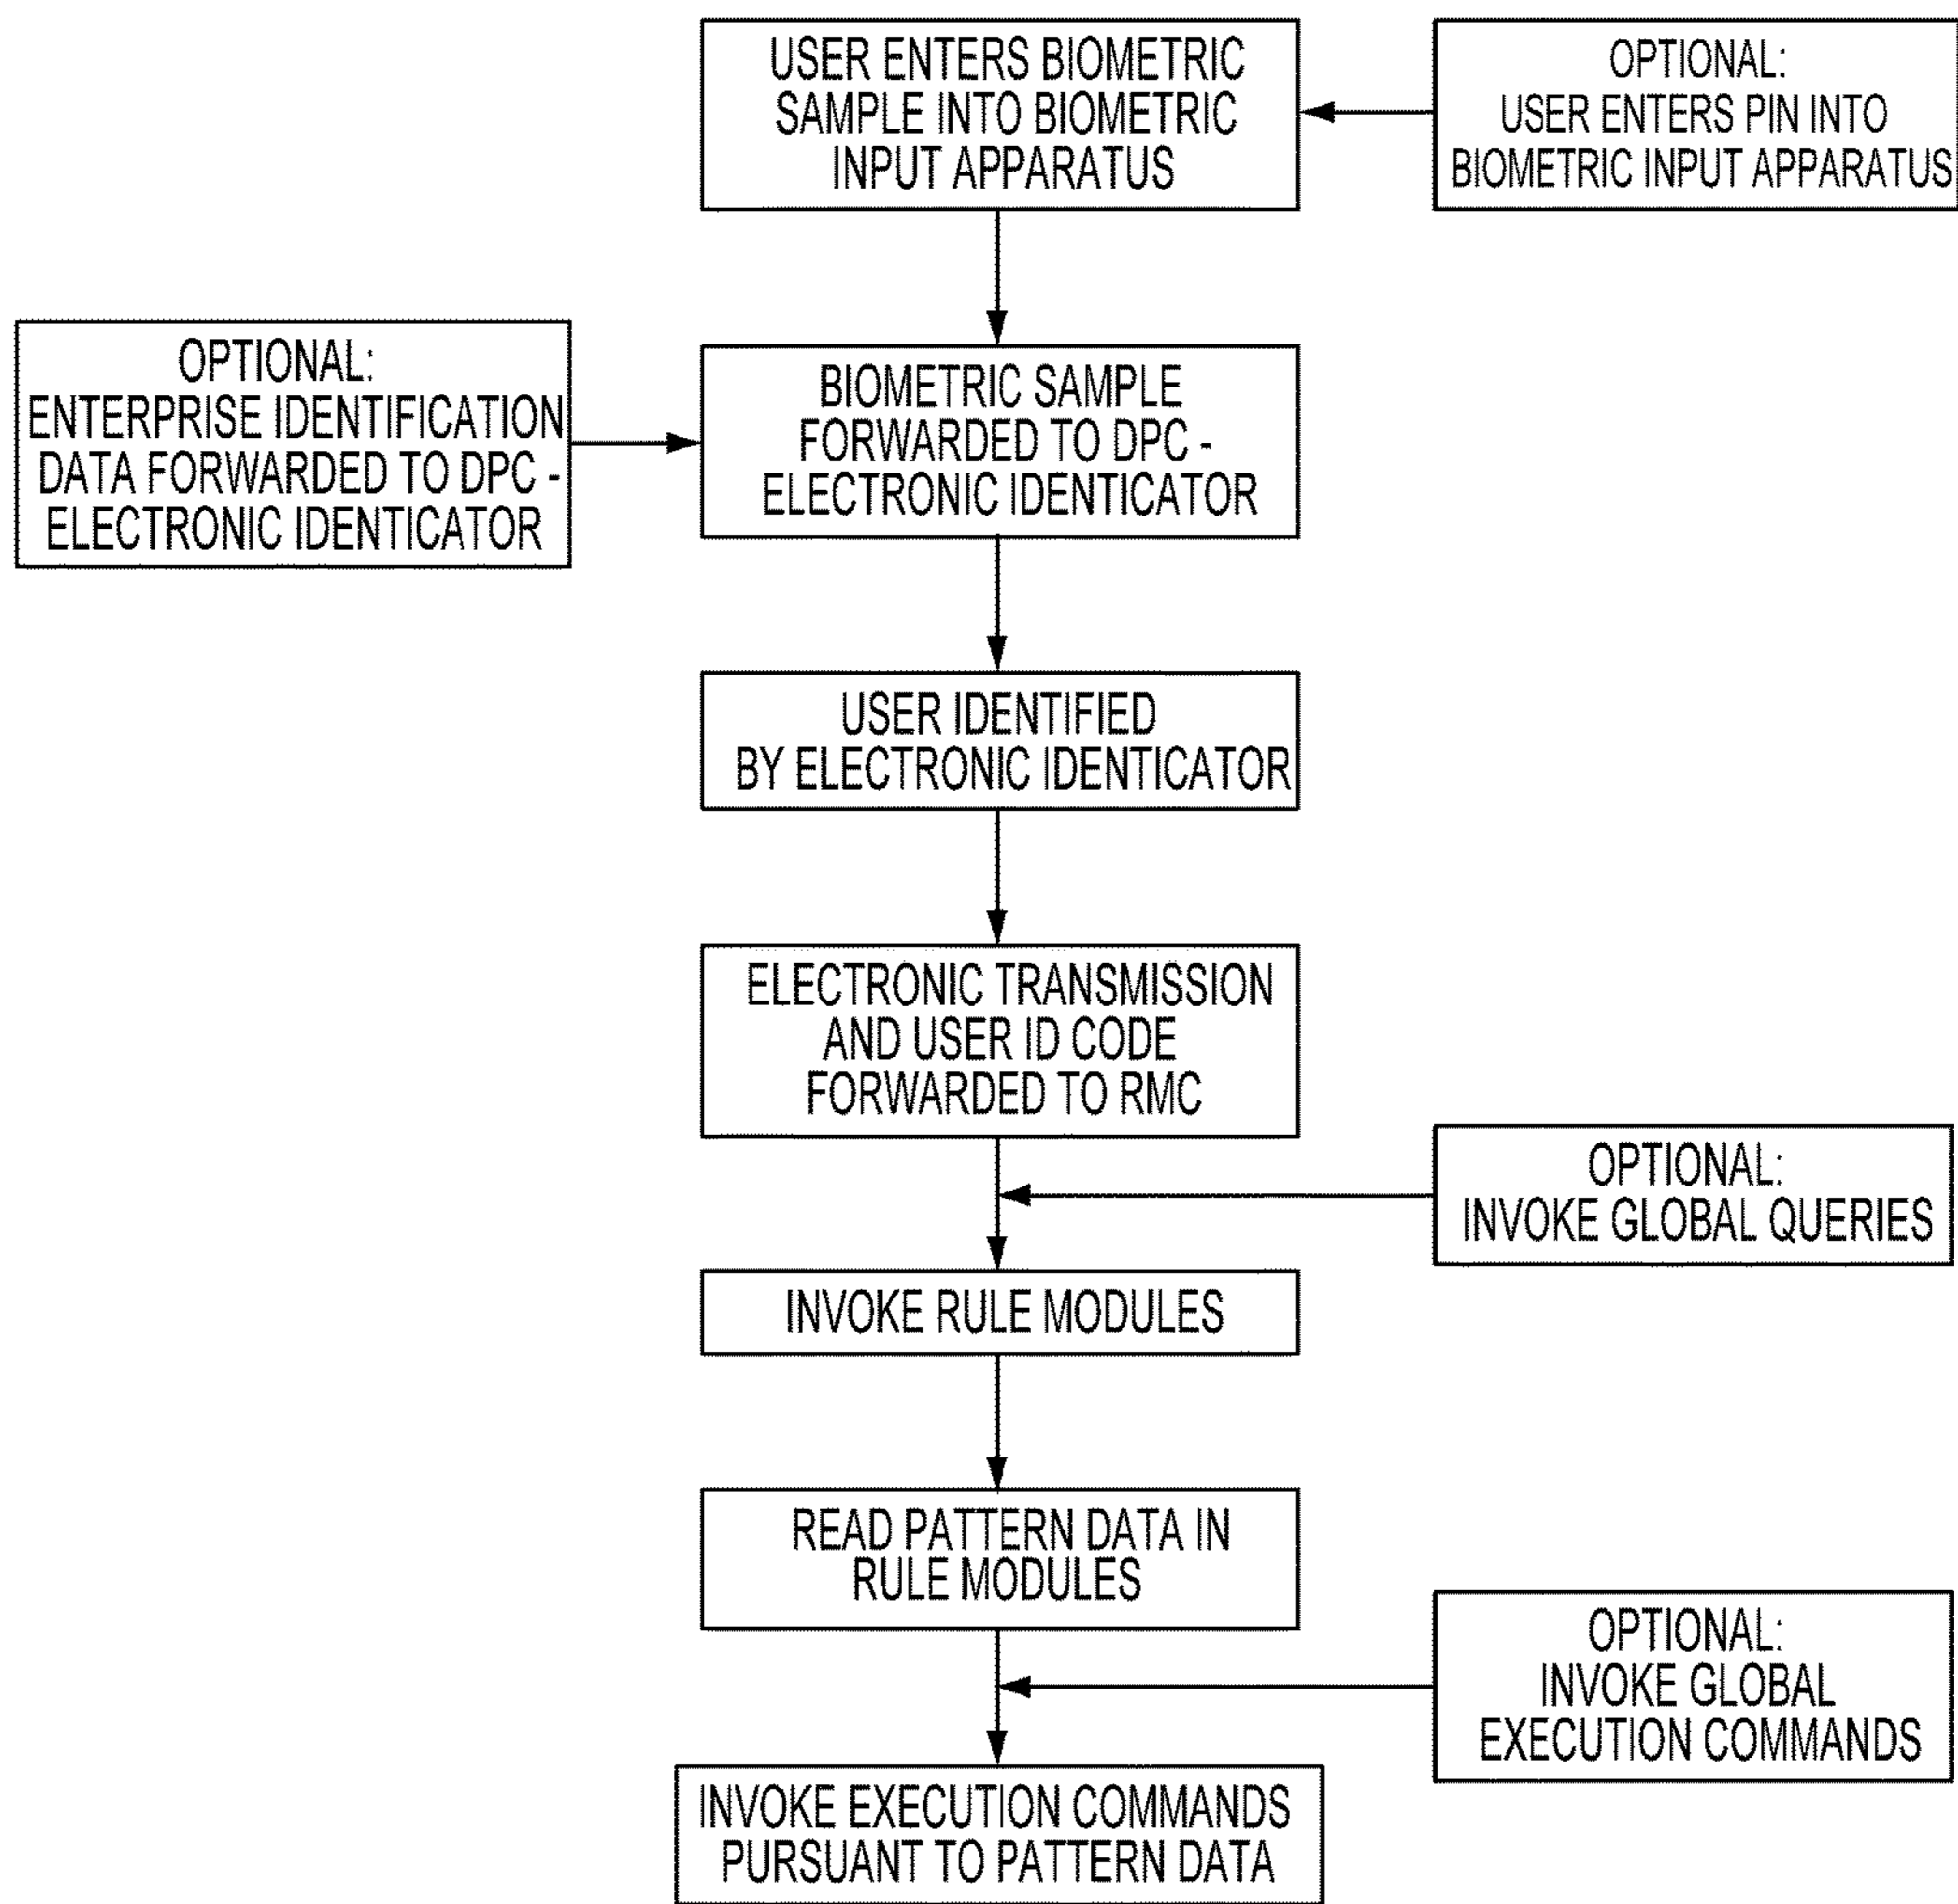 USER ENTERS BIOMETRIC
SAMPLE INTO BIOMETRIC
INPUT APPARATUS
OPTIONAL:
USER ENTERS PIN INTO
BIOMETRIC INPUT APPARATUS
OPTIONAL:
ENTERPRISE IDENTIFICATION
DATA FORWARDED TO DPC -
ELECTRONIC IDENTICATOR
BIOMETRIC SAMPLE
FORWARDED TO DPC -
ELECTRONIC IDENTICATOR
USER IDENTIFIED
BY ELECTRONIC IDENTICATOR
ELECTRONIC TRANSMISSION
AND USER ID CODE
FORWARDED TO RMC
OPTIONAL:
INVOKE GLOBAL QUERIES
INVOKE RULE MODULES
READ PATTERN DATA IN
RULE MODULES
OPTIONAL:
INVOKE GLOBAL
EXECUTION COMMANDS
INVOKE EXECUTION COMMANDS
PURSUANT TO PATTERN DATA